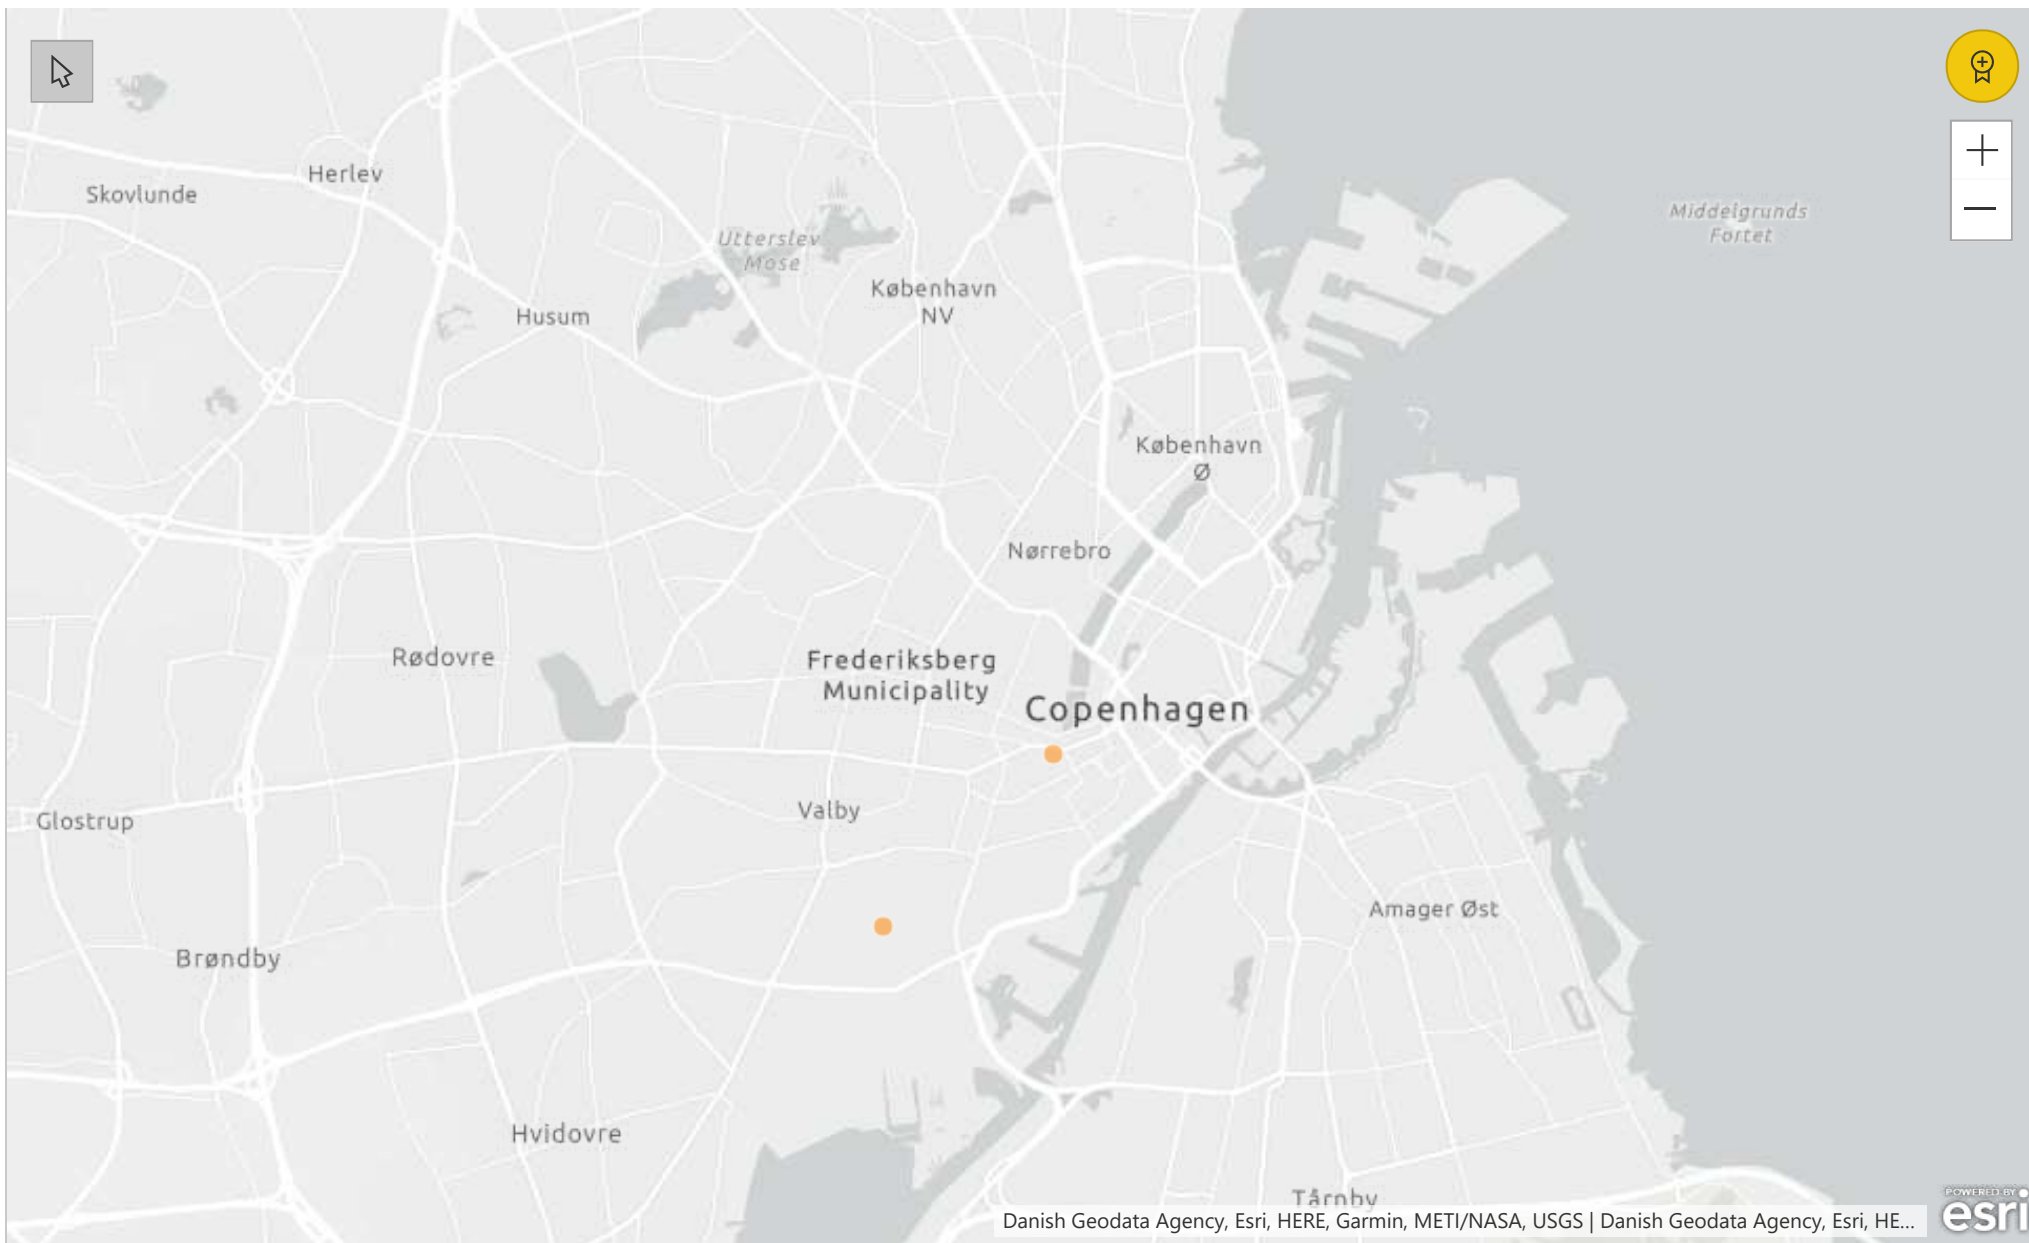 Herlev
Skovlunde
Middelgrunds
Fortet
Utterslev
Mose
København
NV
Husum
København
Ø
Nørrebro
Rødovre
Frederiksberg
Municipality
Copenhagen
Valby
Glostrup
Amager Øst
Brøndby
Hvidovre
Tårnby
POWERED BY
esri
Danish Geodata Agency, Esri, HERE, Garmin, METI/NASA, USGS | Danish Geodata Agency, Esri, HE...